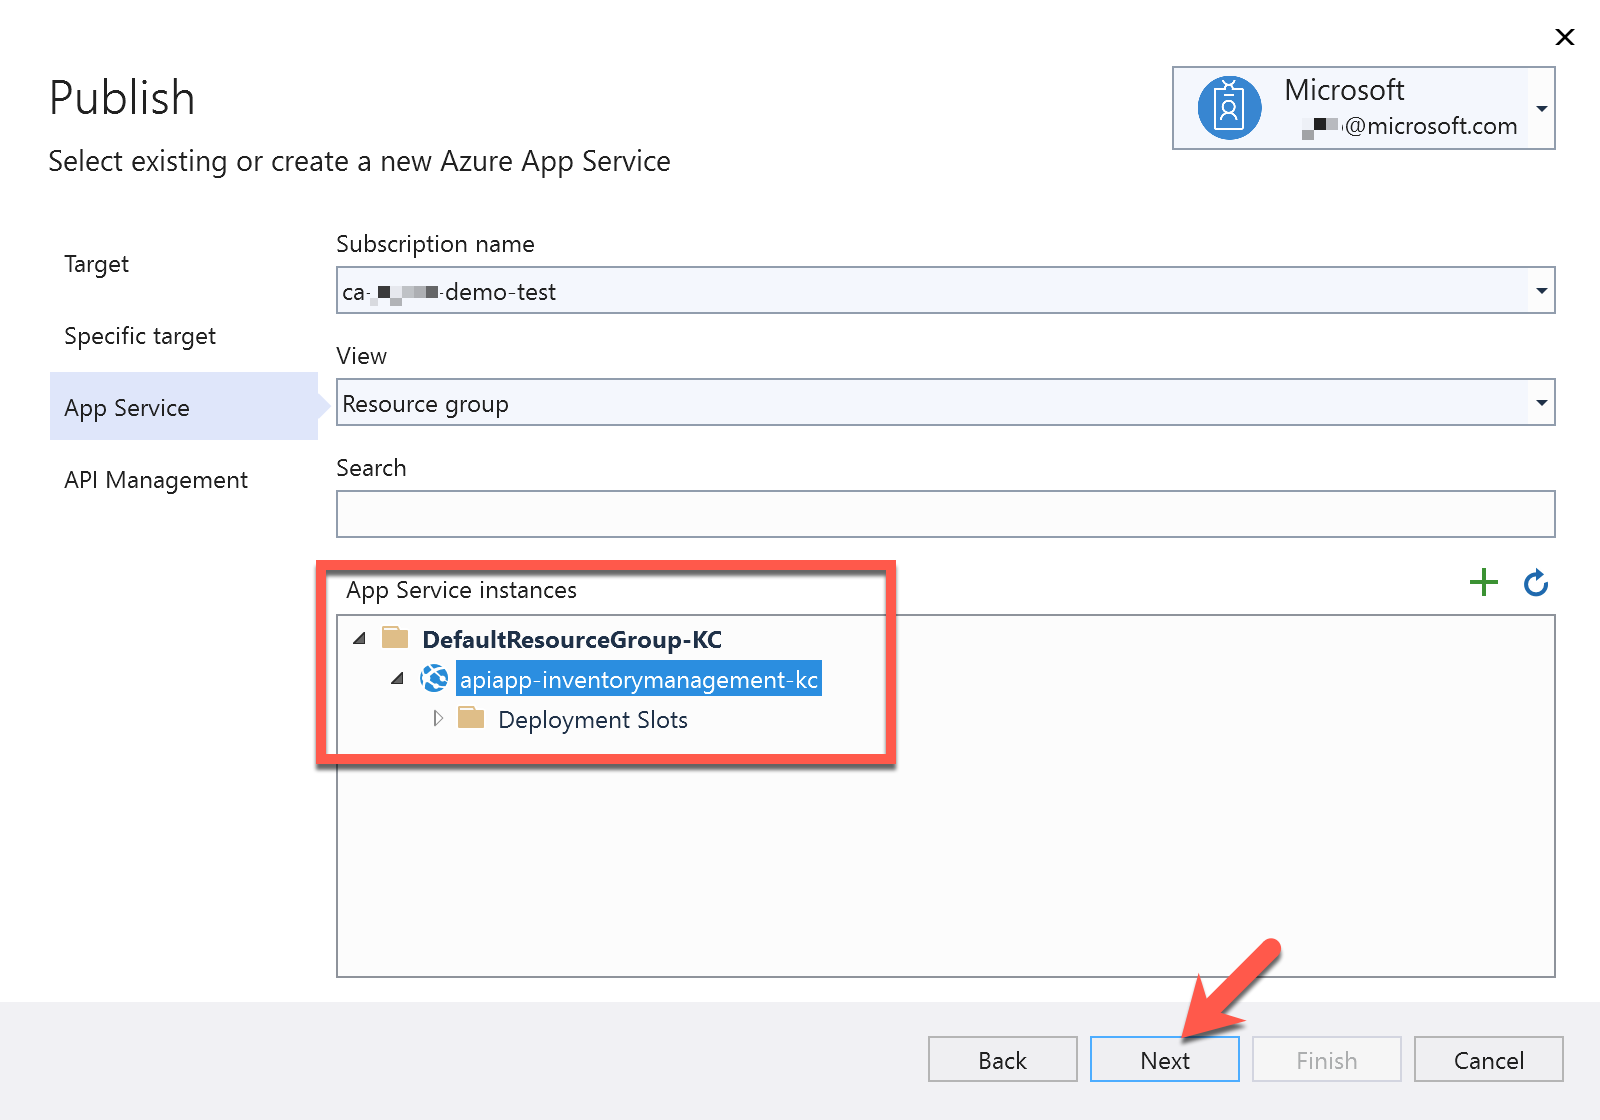 Publish
Select existing or create a new Azure App Service
Microsoft
@microsoft.com
Target
Specific target
App Service
API Management
Subscription name
ca- -demo-test
View
Resource group
Search
App Service instances
DefaultResourceGroup-KC
apiapp-inventorymanagement-kc
Deployment Slots
Back
Next
Finish
Cancel